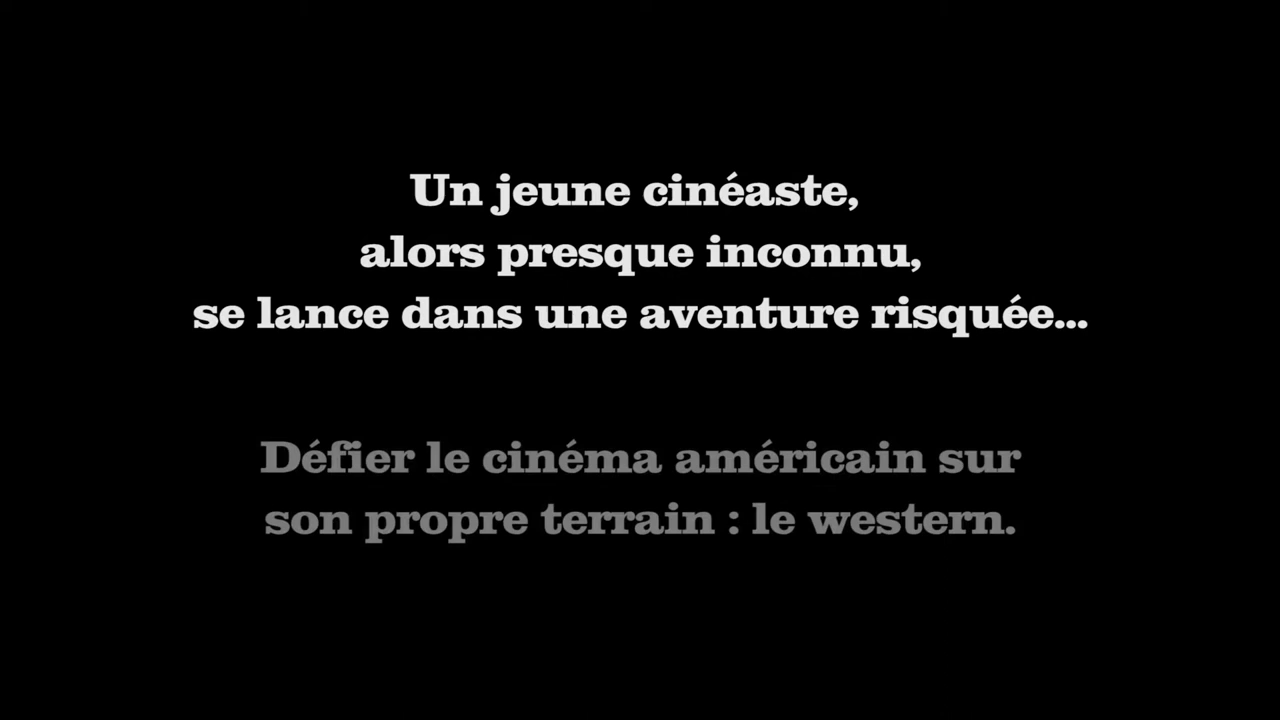 Un jeune cinéaste,
alors presque inconnu,
se lance dans une aventure risquée...
Défier le cinéma américain sur
son propre terrain : le western.